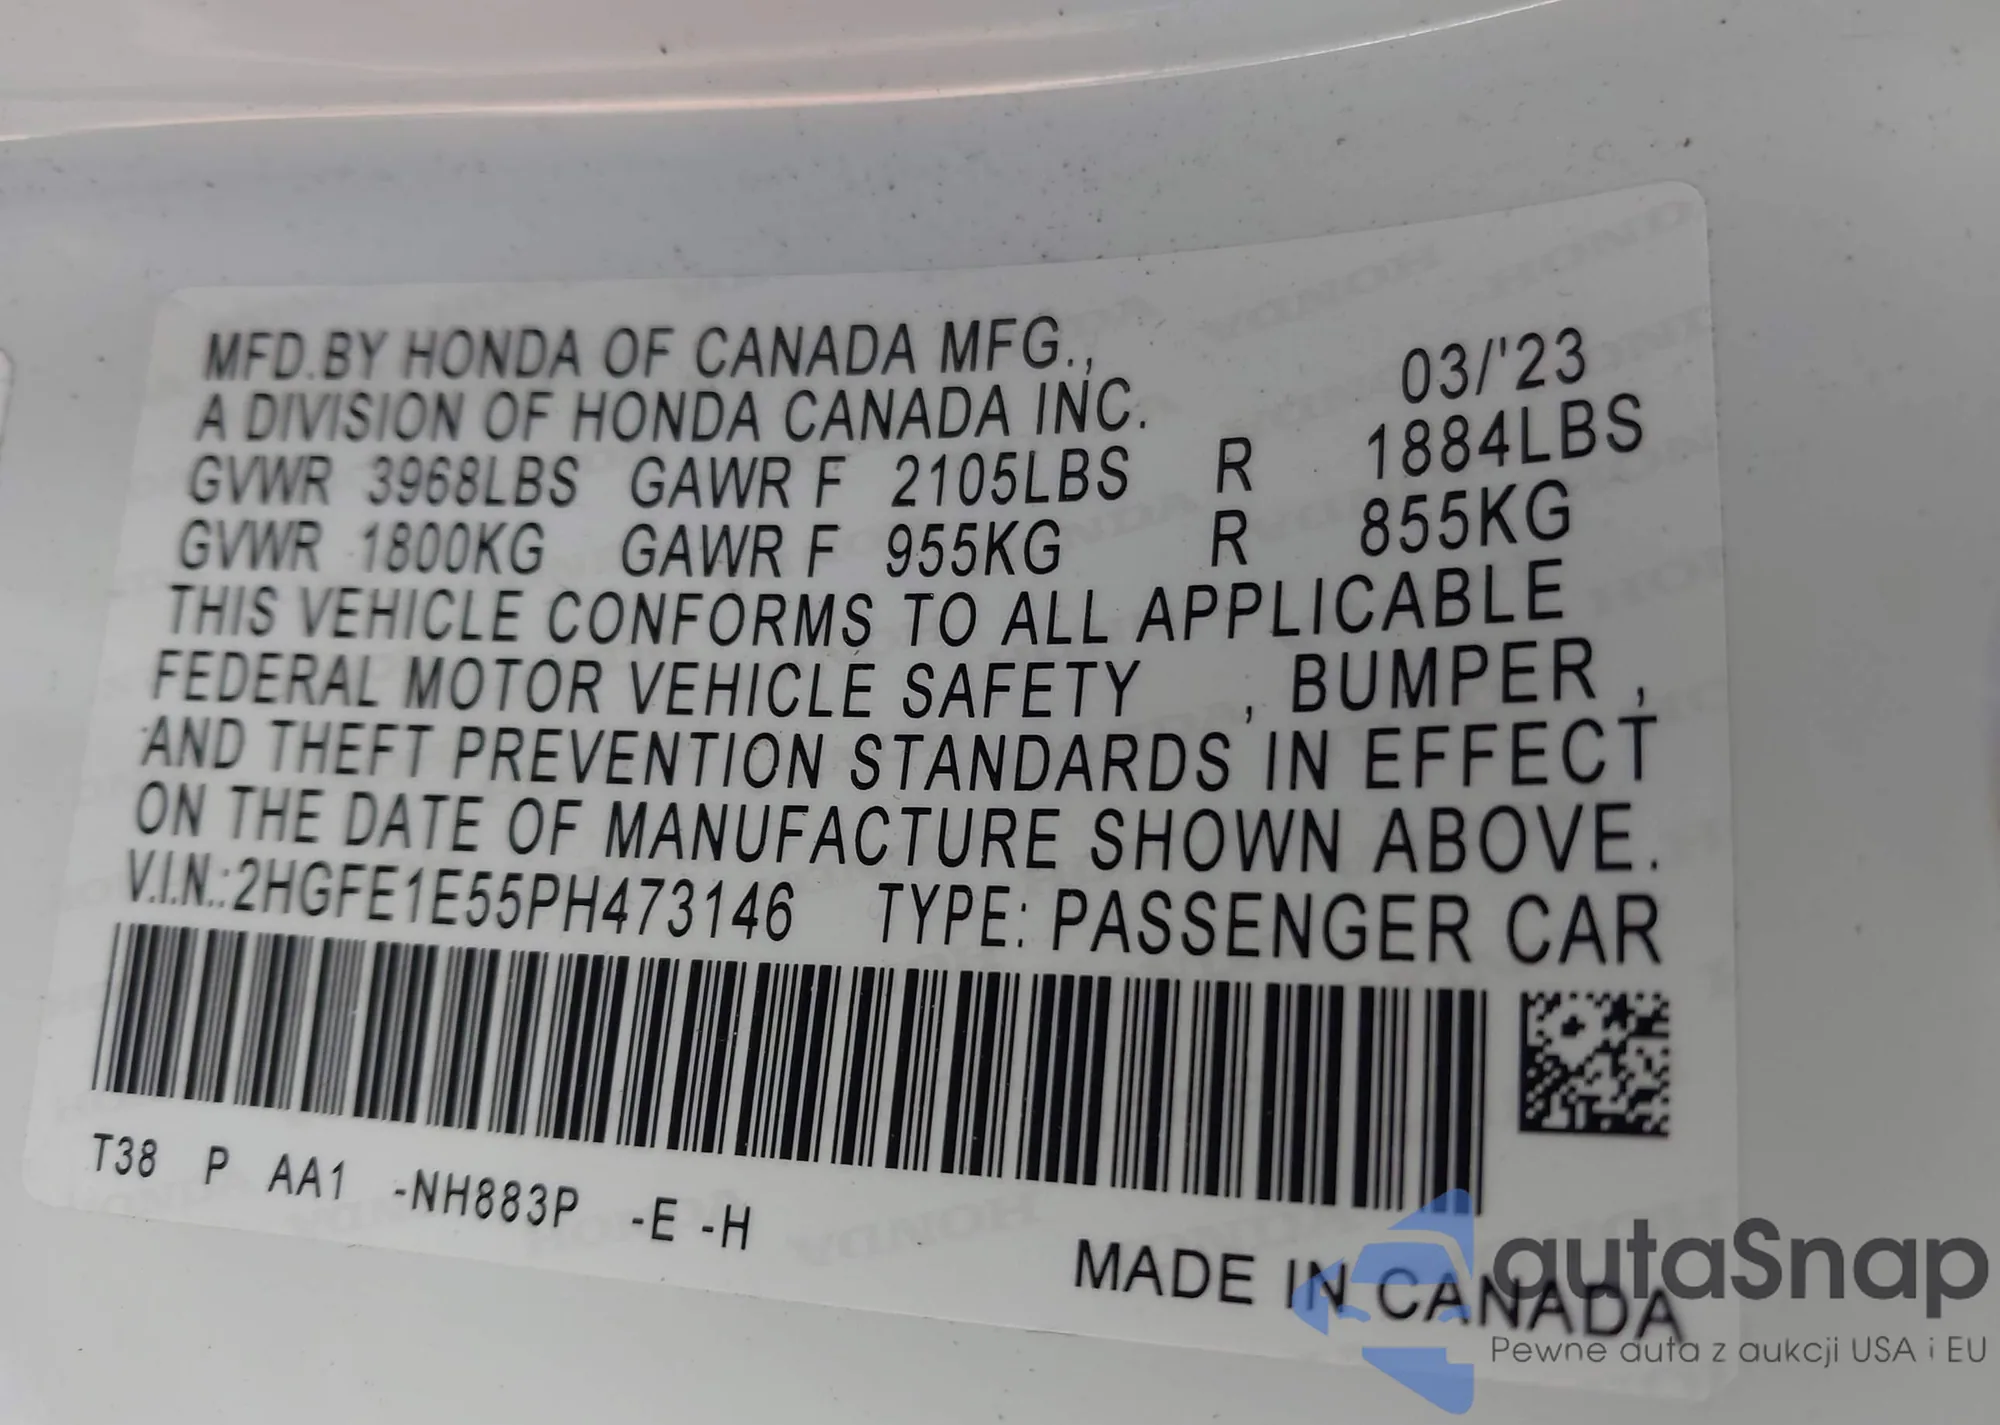 MFD.BY HONDA OF CANADA MFG., 03/'23
A DIVISION OF HONDA CANADA INC.
GVWR 3968LBS GAWR F 2105LBS R 1884LBS
GVWR 1800KG GAWR F 955KG R 855KG
THIS VEHICLE CONFORMS TO ALL APPLICABLE
FEDERAL MOTOR VEHICLE SAFETY , BUMPER ,
AND THEFT PREVENTION STANDARDS IN EFFECT
ON THE DATE OF MANUFACTURE SHOWN ABOVE.
V.I.N.:2HGFE1E55PH473146 TYPE: PASSENGER CAR
T38 P AA1 -NH883P -E -H
MADE IN CANADA
autaSnap
Pewne auta z aukcji USA i EU